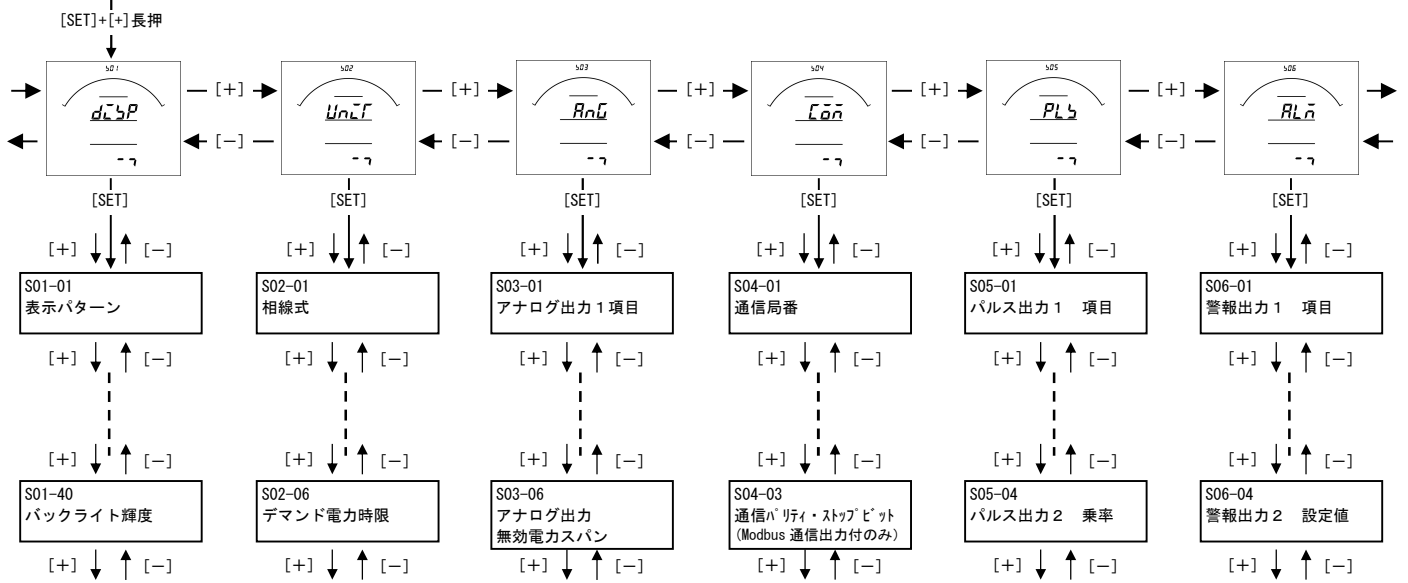 [SET]+[+]長押
S01 S02 S03 S04 S05 S06
dISP UnIT AnG Com PLS ALm
[+] [+] [+] [+] [+]
[−] [−] [−] [−] [−]
[SET] [SET] [SET] [SET] [SET] [SET]
[+] [−] [+] [−] [+] [−] [+] [−] [+] [−] [+] [−]
S01-01
表示パターン
S02-01
相線式
S03-01
アナログ出力1項目
S04-01
通信局番
S05-01
パルス出力1 項目
S06-01
警報出力1 項目
[+] [−] [+] [−] [+] [−] [+] [−] [+] [−] [+] [−]
[+] [−] [+] [−] [+] [−] [+] [−] [+] [−] [+] [−]
S01-40
バックライト輝度
S02-06
デマンド電力時限
S03-06
アナログ出力
無効電力スパン
S04-03
通信パリティ・ストップビット
(Modbus 通信出力付のみ)
S05-04
パルス出力2 乗率
S06-04
警報出力2 設定値
[+] [−] [+] [−] [+] [−] [+] [−] [+] [−] [+] [−]